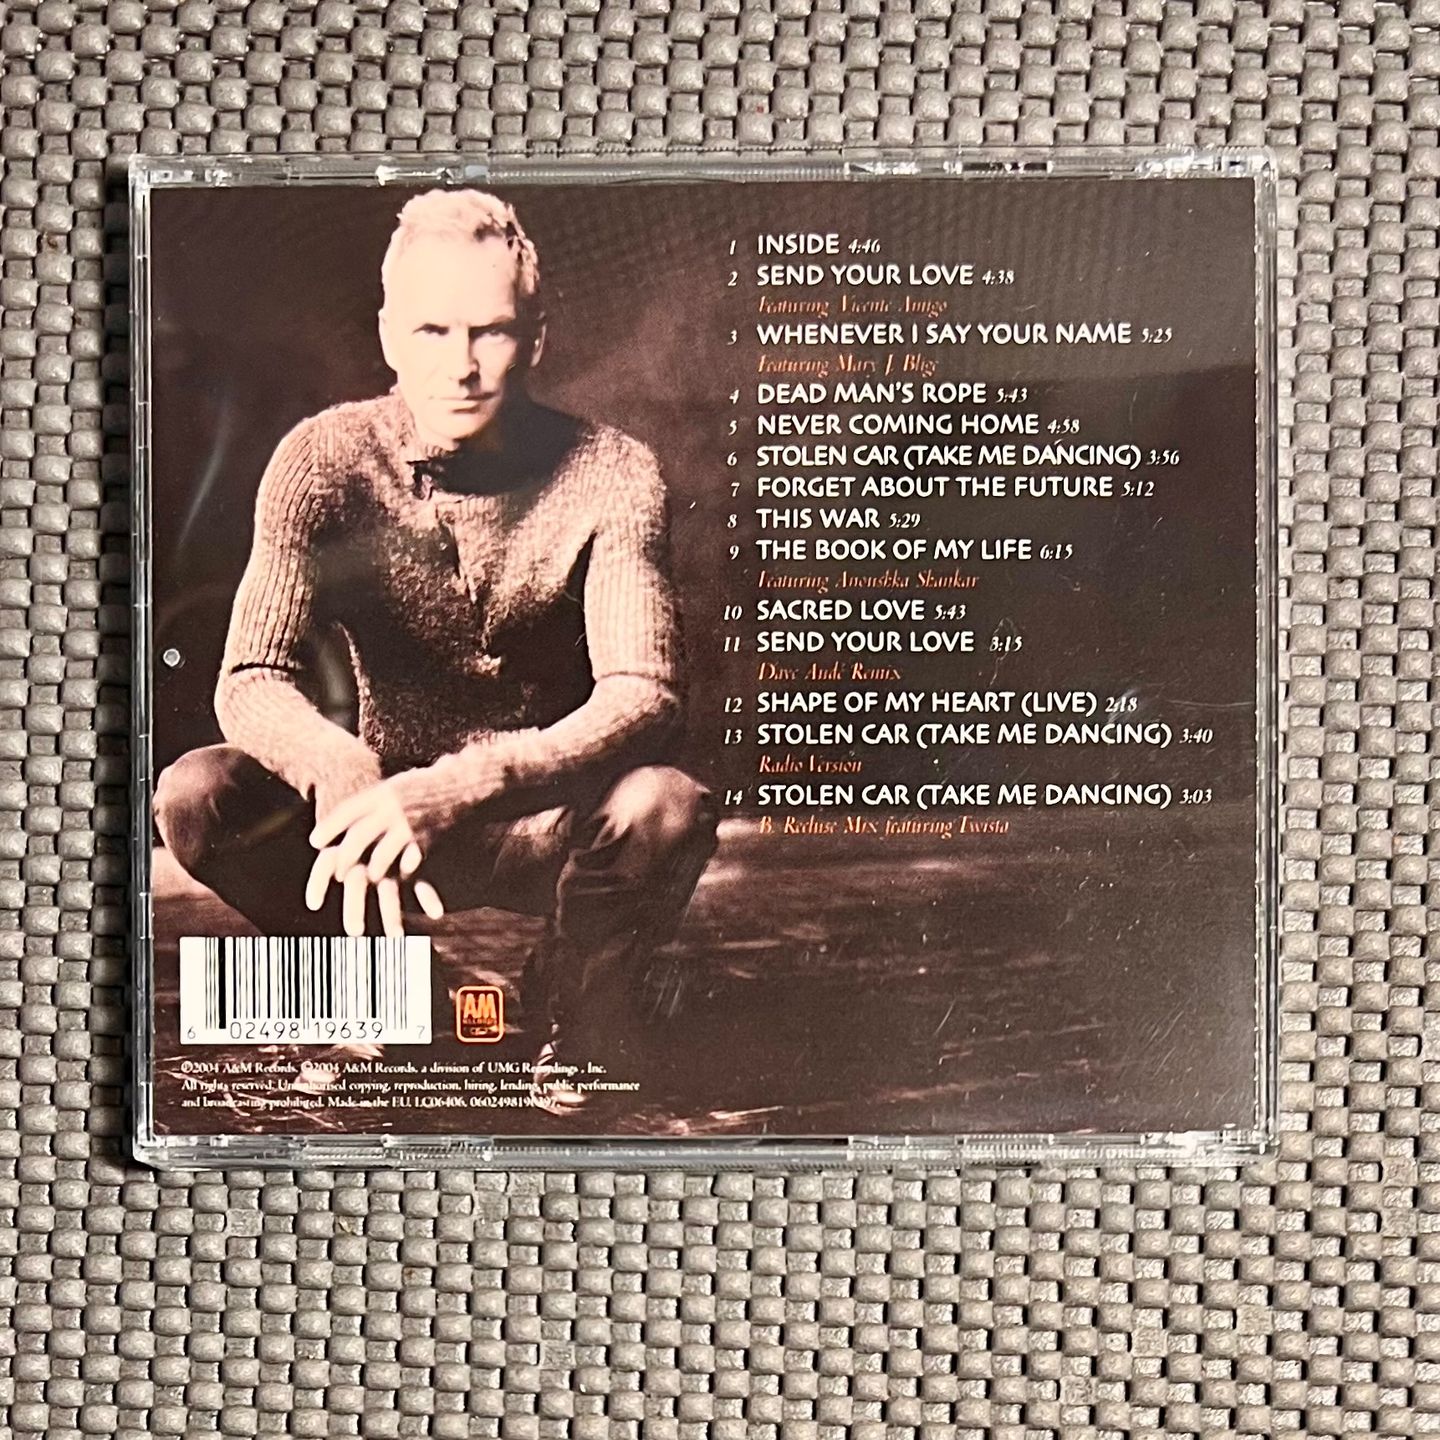 1 INSIDE 4:46
2 SEND YOUR LOVE 4:38
Featuring Vicente Amigo
3 WHENEVER I SAY YOUR NAME 5:25
Featuring Mary J. Blige
4 DEAD MAN'S ROPE 5:43
5 NEVER COMING HOME 4:58
6 STOLEN CAR (TAKE ME DANCING) 3:56
7 FORGET ABOUT THE FUTURE 5:12
8 THIS WAR 5:29
9 THE BOOK OF MY LIFE 6:15
Featuring Anoushka Shankar
10 SACRED LOVE 5:43
11 SEND YOUR LOVE 3:15
Dave Audé Remix
12 SHAPE OF MY HEART (LIVE) 2:18
13 STOLEN CAR (TAKE ME DANCING) 3:40
Radio Version
14 STOLEN CAR (TAKE ME DANCING) 3:03
B. Recluse Mix featuring Twista
6 02498 19639 7
AM
RECORDS
℗2004 A&M Records. ©2004 A&M Records, a division of UMG Recordings , Inc.
All rights reserved. Unauthorised copying, reproduction, hiring, lending, public performance
and broadcasting prohibited. Made in the EU. LC06406. 0602498196397.